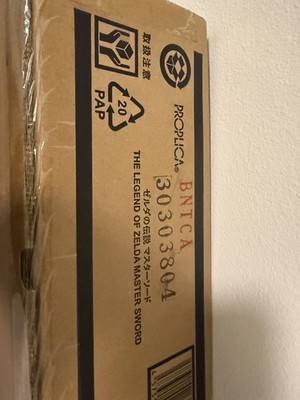 取扱注意
20
PAP
PROPLICA®
BNTCA
30303804
ゼルダの伝説 マスターソード
THE LEGEND OF ZELDA MASTER SWORD